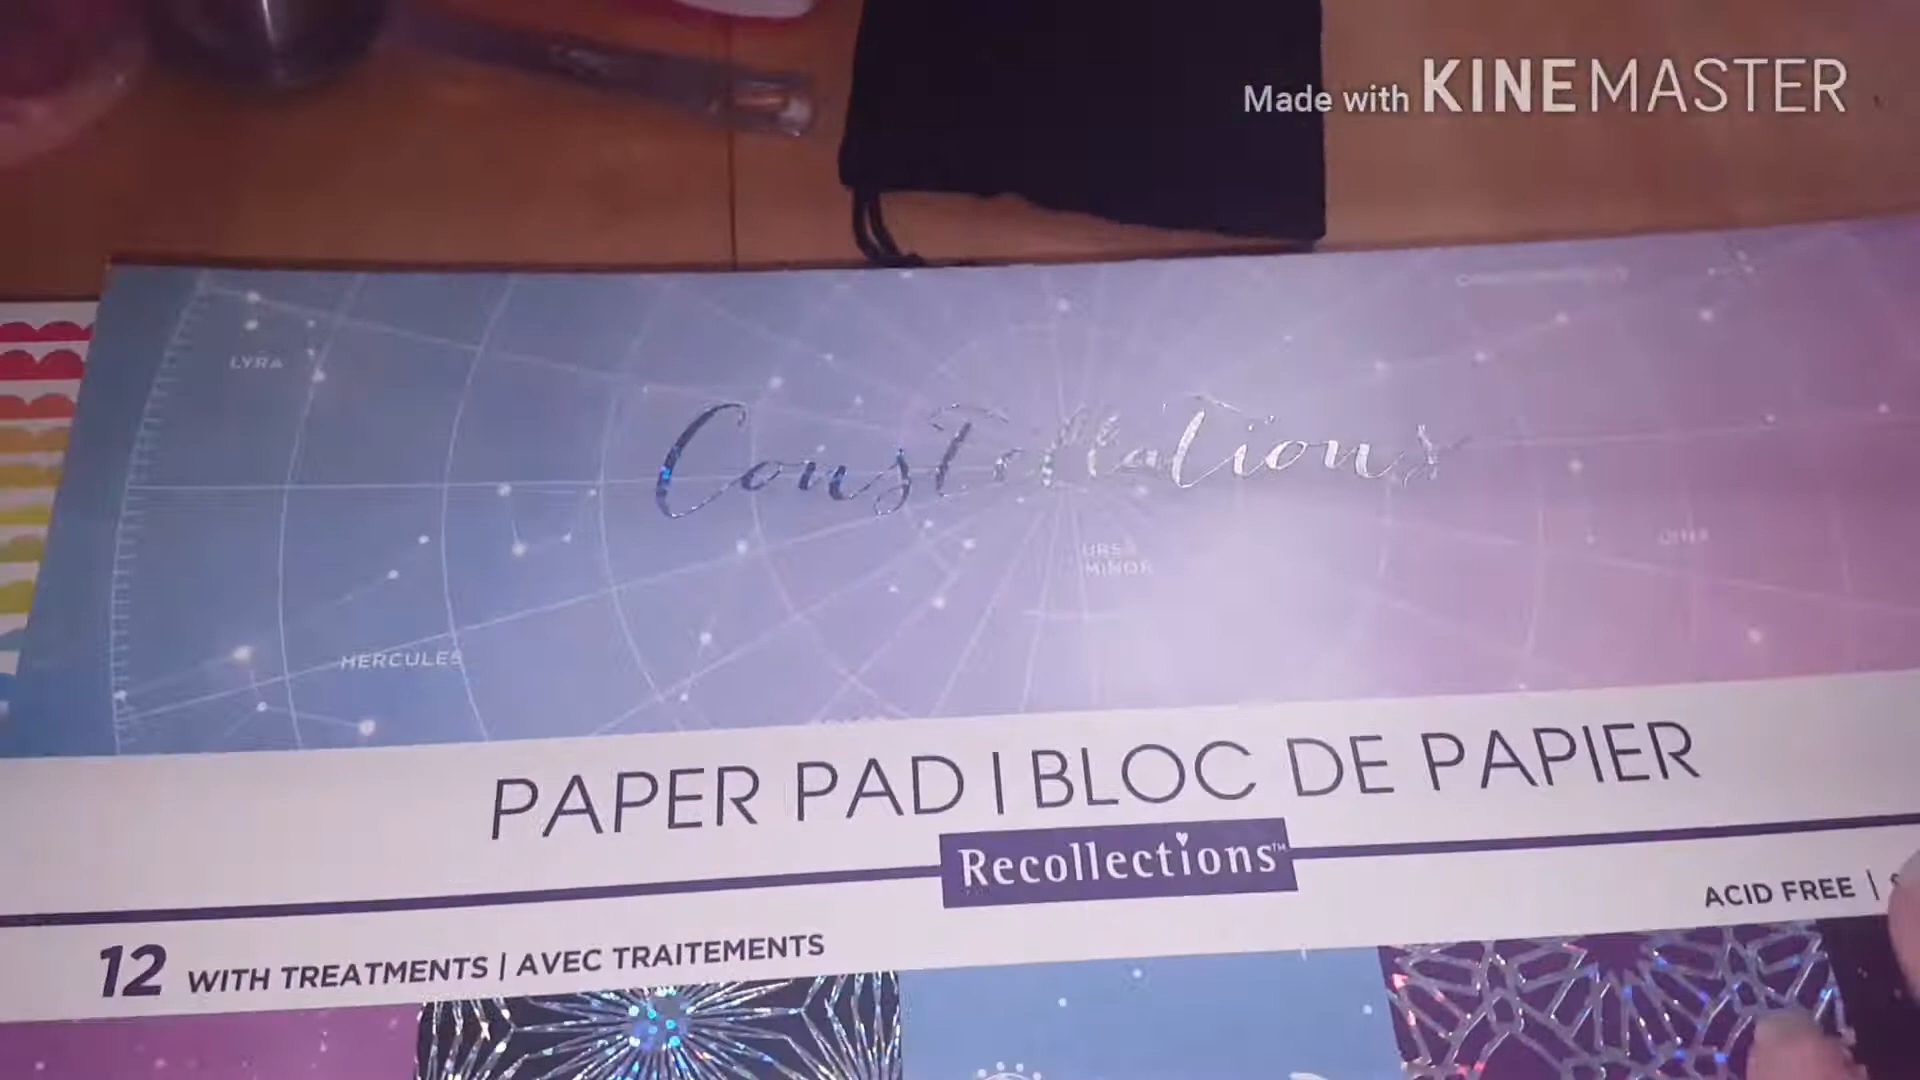 Made with KINEMASTER
LYRA
Constellations
URSA
MINOR
HERCULES
PAPER PAD | BLOC DE PAPIER
Recollections™
ACID FREE |
12 WITH TREATMENTS | AVEC TRAITEMENTS